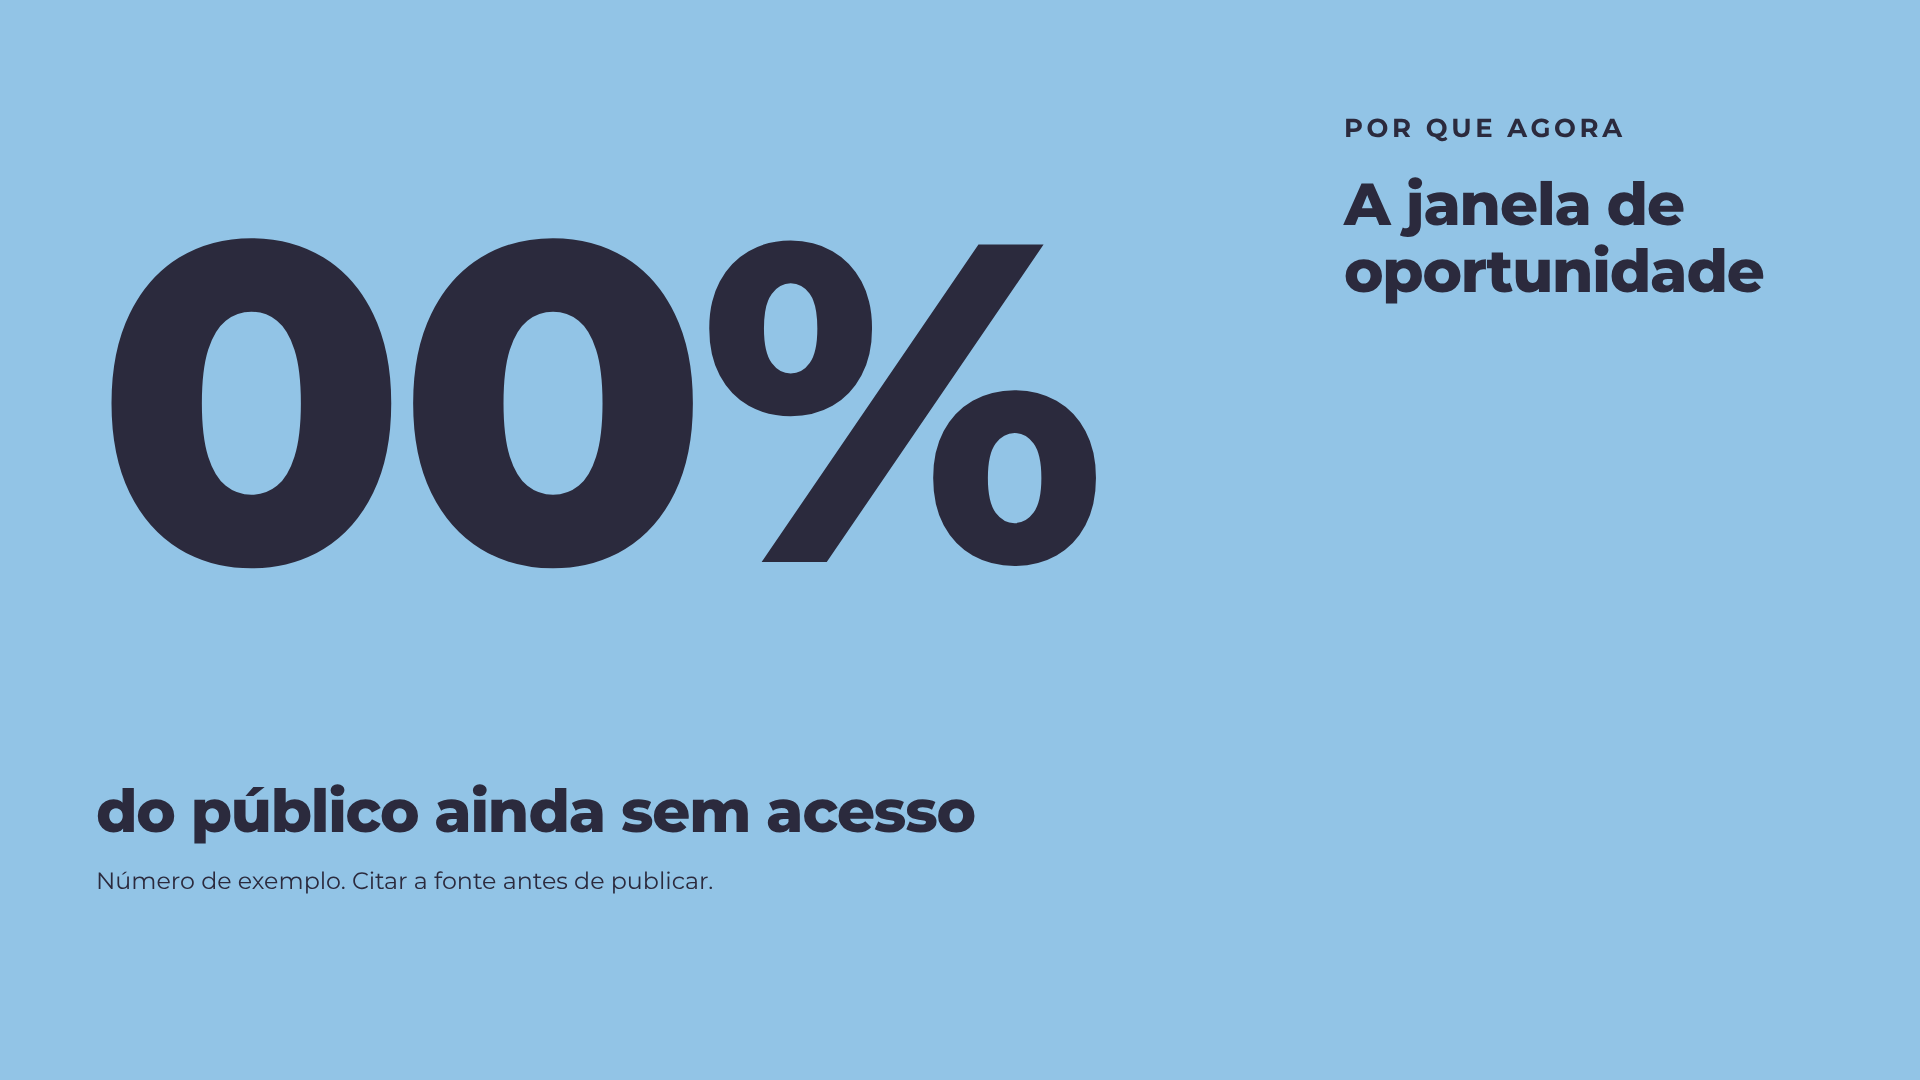 POR QUE AGORA
A janela de
oportunidade
00%
do público ainda sem acesso
Número de exemplo. Citar a fonte antes de publicar.